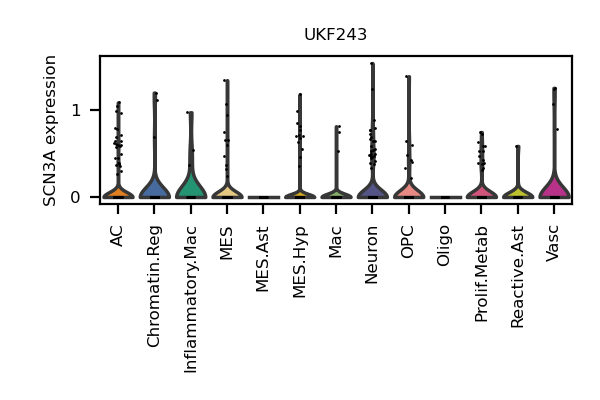 UKF243
SCN3A expression
1
0
AC
Chromatin.Reg
Inflammatory.Mac
MES
MES.Ast
MES.Hyp
Mac
Neuron
OPC
Oligo
Prolif.Metab
Reactive.Ast
Vasc